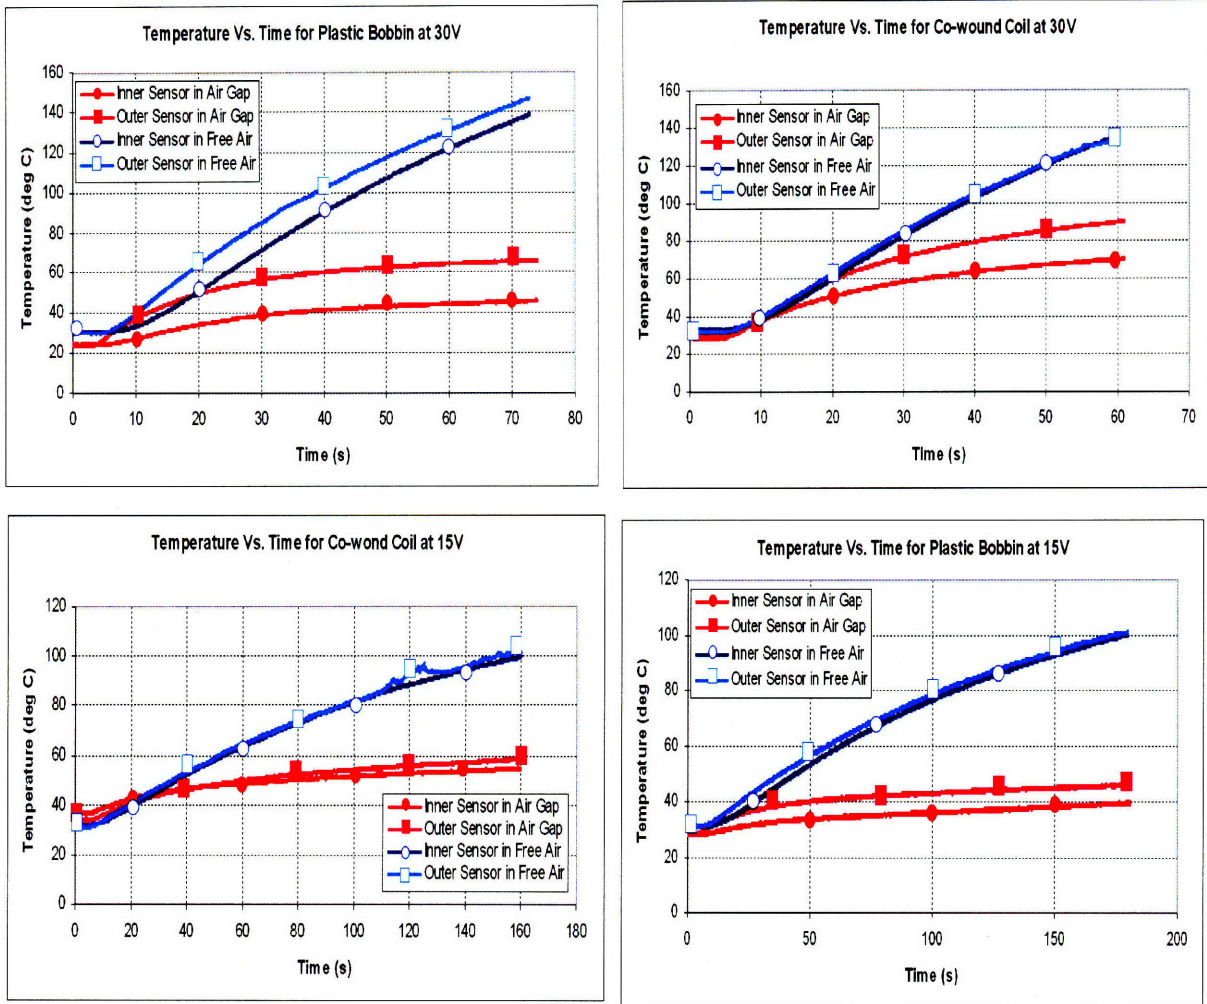 Temperature Vs. Time for Plastic Bobbin at 30V
Temperature (deg C)
160
140
120
100
80
60
40
20
0
Inner Sensor in Air Gap
Outer Sensor in Air Gap
Inner Sensor in Free Air
Outer Sensor in Free Air
0 10 20 30 40 50 60 70 80
Time (s)
Temperature Vs. Time for Co-wound Coil at 30V
Temperature (deg C)
160
140
120
100
80
60
40
20
0
Inner Sensor in Air Gap
Outer Sensor in Air Gap
Inner Sensor in Free Air
Outer Sensor in Free Air
0 10 20 30 40 50 60 70
Time (s)
Temperature Vs. Time for Co-wond Coil at 15V
Temperature (deg C)
120
100
80
60
40
20
0
Inner Sensor in Air Gap
Outer Sensor in Air Gap
Inner Sensor in Free Air
Outer Sensor in Free Air
0 20 40 60 80 100 120 140 160 180
Time (s)
Temperature Vs. Time for Plastic Bobbin at 15V
Temperature (deg C)
120
100
80
60
40
20
0
Inner Sensor in Air Gap
Outer Sensor in Air Gap
Inner Sensor in Free Air
Outer Sensor in Free Air
0 50 100 150 200
Time (s)